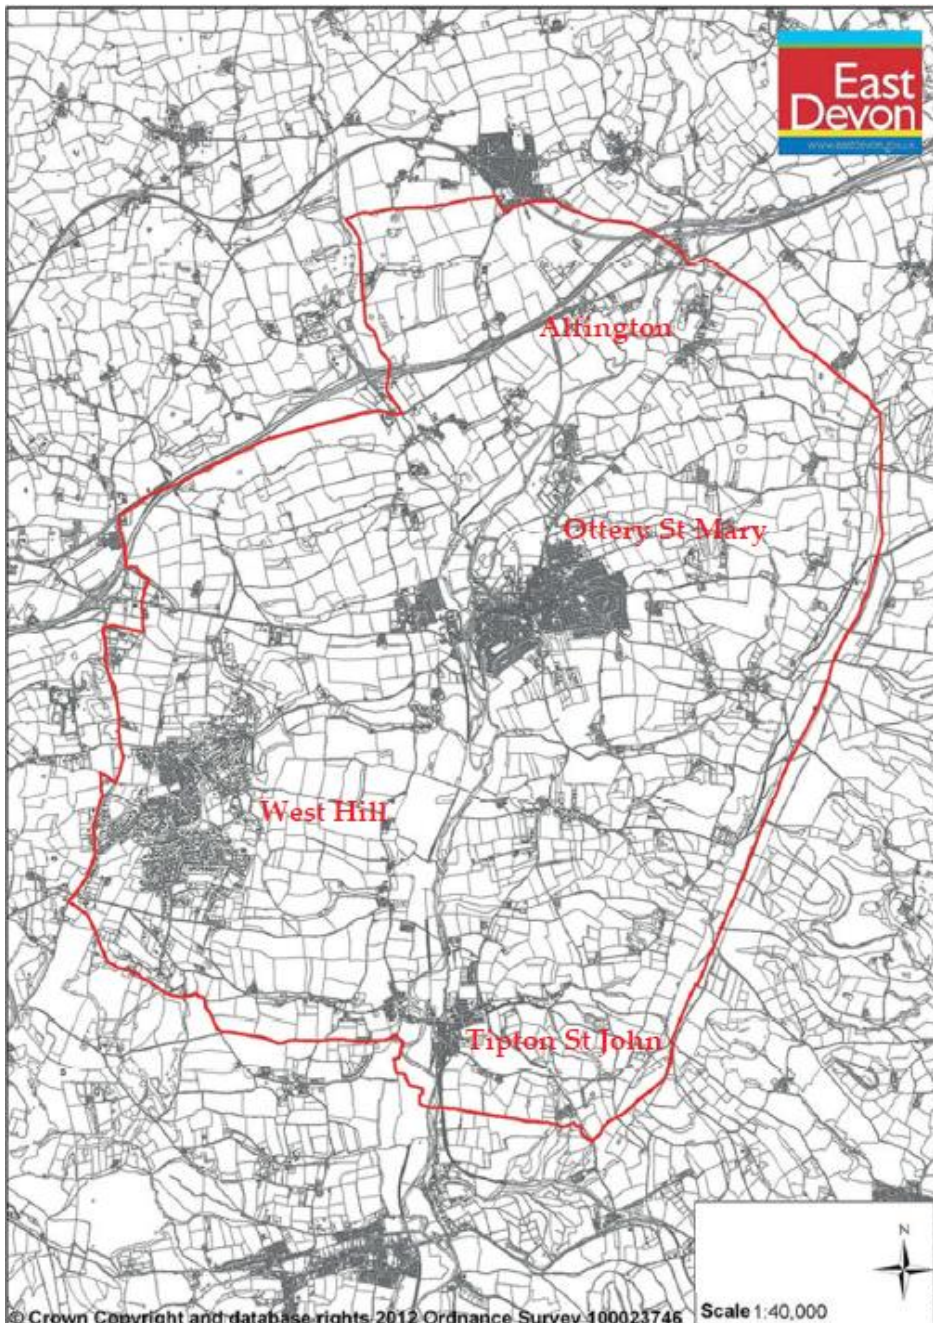 East
Devon
www.eastdevon.gov.uk
Alfington
Ottery St Mary
West Hill
Tipton St John
N
© Crown Copyright and database rights 2012 Ordnance Survey 100023746
Scale 1:40,000